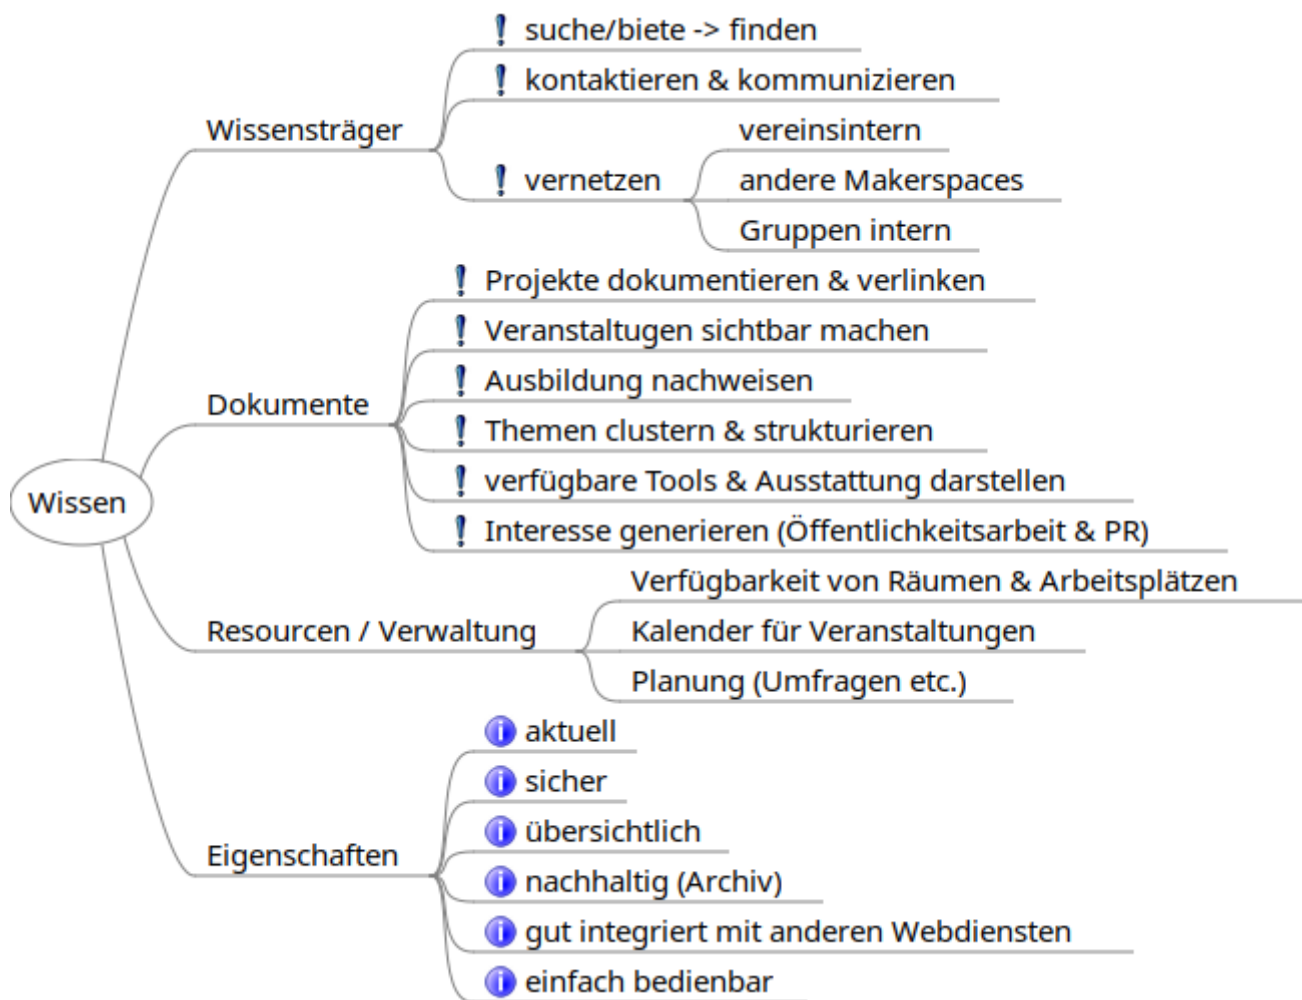 suche/biete -> finden
kontaktieren & kommunizieren
Wissensträger
vereinsintern
vernetzen
andere Makerspaces
Gruppen intern
Projekte dokumentieren & verlinken
Veranstaltugen sichtbar machen
Ausbildung nachweisen
Dokumente
Themen clustern & strukturieren
verfügbare Tools & Ausstattung darstellen
Wissen
Interesse generieren (Öffentlichkeitsarbeit & PR)
Verfügbarkeit von Räumen & Arbeitsplätzen
Resourcen / Verwaltung
Kalender für Veranstaltungen
Planung (Umfragen etc.)
aktuell
sicher
übersichtlich
Eigenschaften
nachhaltig (Archiv)
gut integriert mit anderen Webdiensten
einfach bedienbar